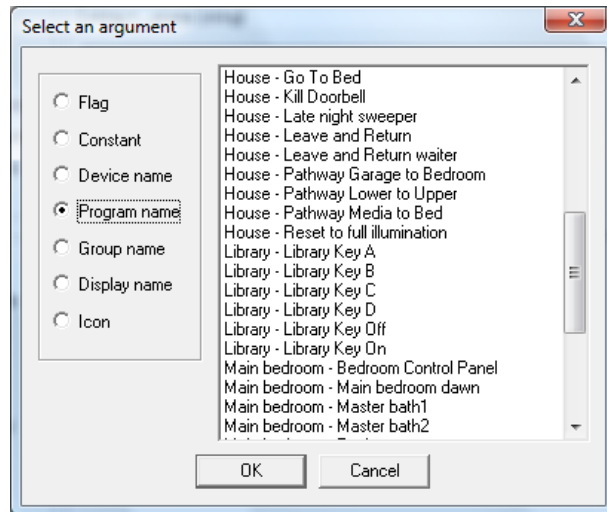 Select an argument
Flag
Constant
Device name
Program name
Group name
Display name
Icon
House - Go To Bed
House - Kill Doorbell
House - Late night sweeper
House - Leave and Return
House - Leave and Return waiter
House - Pathway Garage to Bedroom
House - Pathway Lower to Upper
House - Pathway Media to Bed
House - Reset to full illumination
Library - Library Key A
Library - Library Key B
Library - Library Key C
Library - Library Key D
Library - Library Key Off
Library - Library Key On
Main bedroom - Bedroom Control Panel
Main bedroom - Main bedroom dawn
Main bedroom - Master bath1
Main bedroom - Master bath2
OK
Cancel